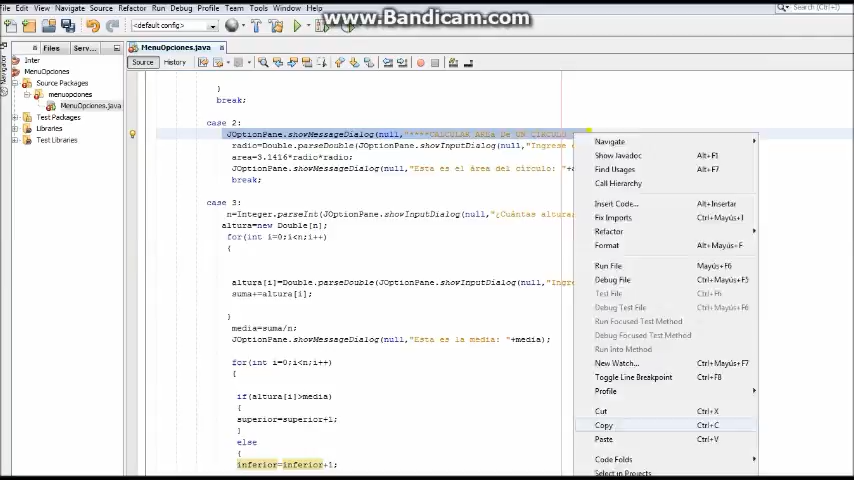 File Edit View Navigate Source Refactor Run Debug Profile Team Tools Window Help
www.Bandicam.com
Search (Ctrl+I)
<default config>
Files
Serv...
MenuOpciones.java
Navigator
Source
History
Inter
MenuOpciones
Source Packages
menuopciones
MenuOpciones.java
Test Packages
Libraries
Test Libraries
}
break;
case 2:
JOptionPane.showMessageDialog(null,"****CALCULAR AREA DE UN CIRCULO
radio=Double.parseDouble(JOptionPane.showInputDialog(null,"Ingrese
area=3.1416*radio*radio;
JOptionPane.showMessageDialog(null,"Esta es el área del círculo: "+
break;
case 3:
n=Integer.parseInt(JOptionPane.showInputDialog(null,"¿Cuántas altura
altura=new Double[n];
for(int i=0;i<n;i++)
{
altura[i]=Double.parseDouble(JOptionPane.showInputDialog(null,"Ingr
suma+=altura[i];
}
media=suma/n;
JOptionPane.showMessageDialog(null,"Esta es la media: "+media);
for(int i=0;i<n;i++)
{
if(altura[i]>media)
{
superior=superior+1;
}
else
{
inferior=inferior+1;
Navigate
Show Javadoc Alt+F1
Find Usages Alt+F7
Call Hierarchy
Insert Code... Alt+Insertar
Fix Imports Ctrl+Mayús+I
Refactor
Format Alt+Mayús+F
Run File Mayús+F6
Debug File Ctrl+Mayús+F5
Test File Ctrl+F6
Debug Test File Ctrl+Mayús+F6
Run Focused Test Method
Debug Focused Test Method
Run Into Method
New Watch... Ctrl+Mayús+F7
Toggle Line Breakpoint Ctrl+F8
Profile
Cut Ctrl+X
Copy Ctrl+C
Paste Ctrl+V
Code Folds
Select in Projects